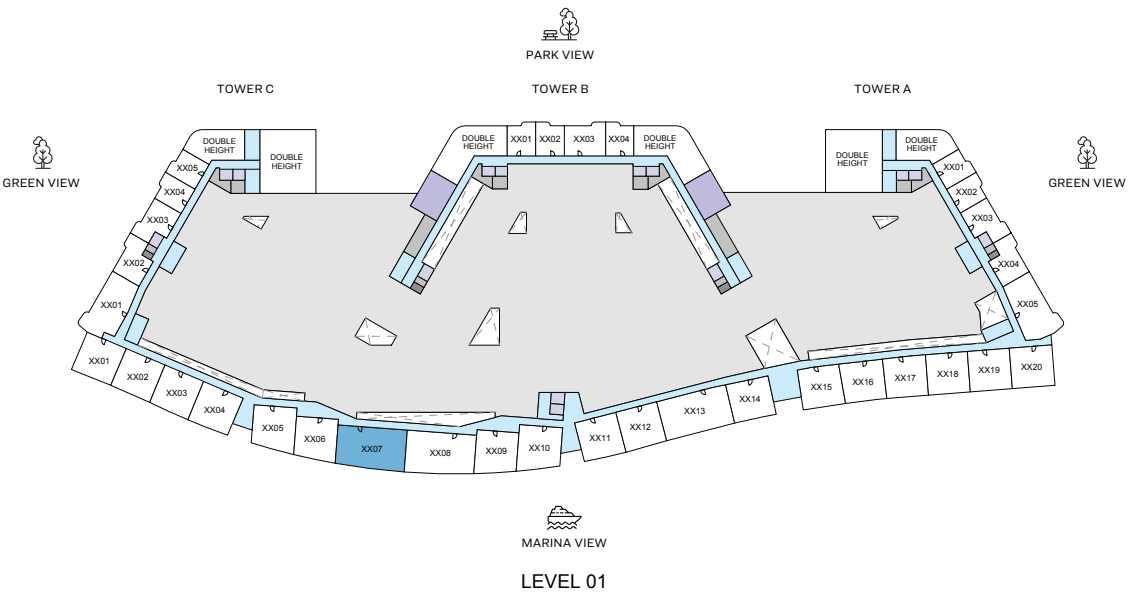 PARK VIEW
TOWER C
TOWER B
TOWER A
GREEN VIEW
GREEN VIEW
DOUBLE
HEIGHT
DOUBLE
HEIGHT
XX05
XX04
XX03
XX02
XX01
DOUBLE
HEIGHT
XX01
XX02
XX03
XX04
DOUBLE
HEIGHT
DOUBLE
HEIGHT
DOUBLE
HEIGHT
XX01
XX02
XX03
XX04
XX05
XX01
XX02
XX03
XX04
XX05
XX06
XX07
XX08
XX09
XX10
XX11
XX12
XX13
XX14
XX15
XX16
XX17
XX18
XX19
XX20
MARINA VIEW
LEVEL 01